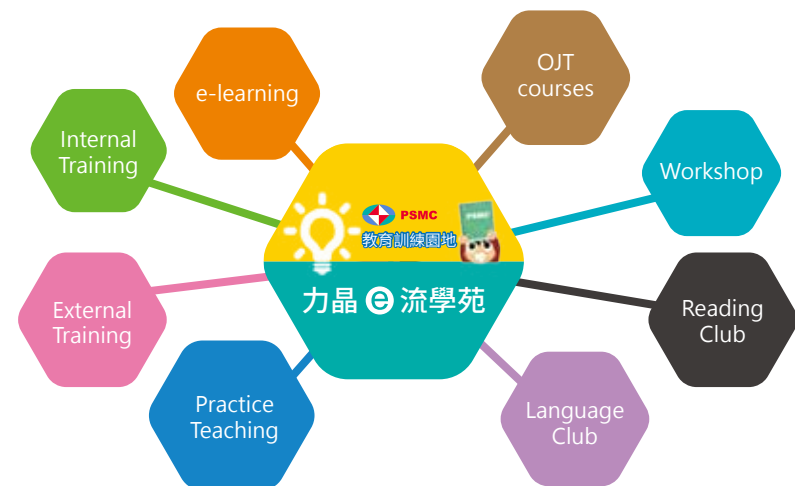 e-learning
OJT
courses
Internal
Training
Workshop
PSMC
PSMC
教育訓練園地
力晶 e 流學苑
External
Training
Reading
Club
Practice
Teaching
Language
Club